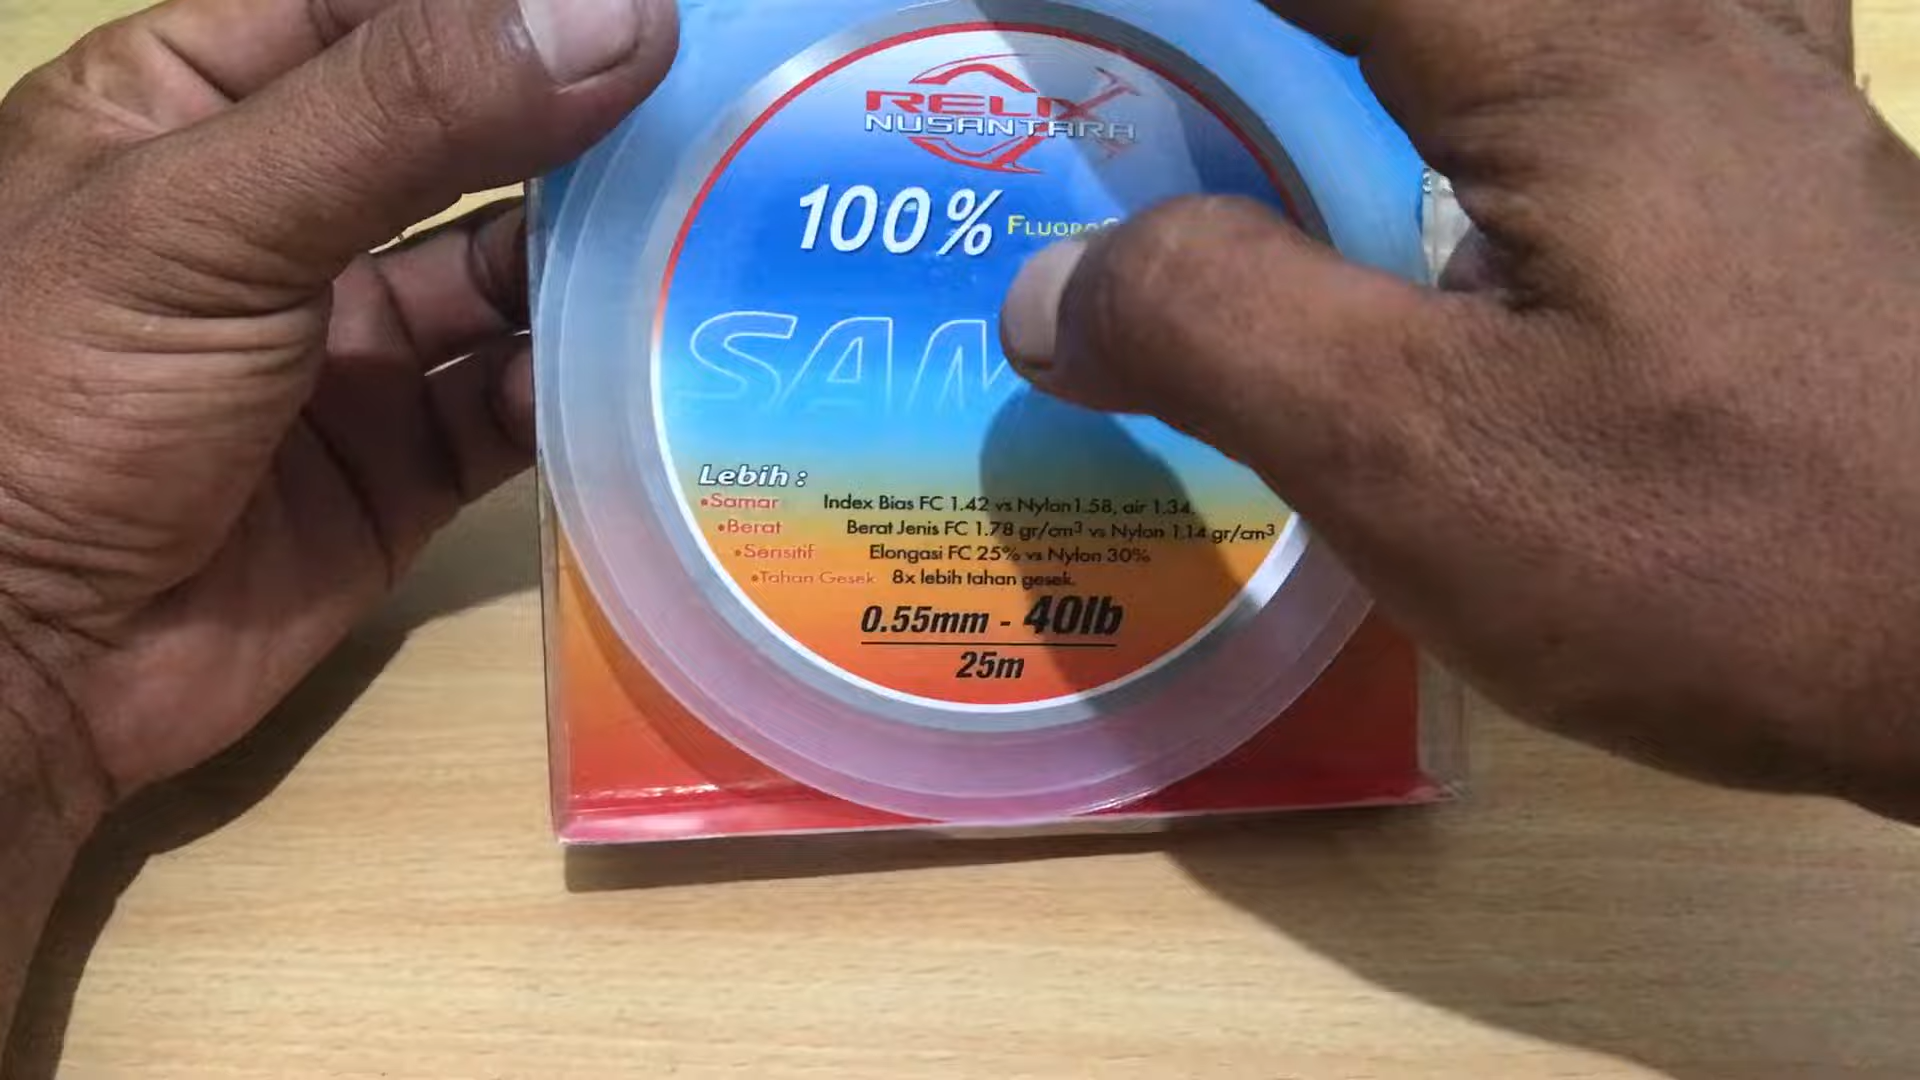 RELIX
NUSANTARA
100%
Lebih :
•Samar Index Bias FC 1.42 vs Nylon 1.58, air 1.34.
•Berat Berat Jenis FC 1.78 gr/cm³ vs Nylon 1.14 gr/cm³
•Sensitif Elongasi FC 25% vs Nylon 30%
•Tahan Gesek 8x lebih tahan gesek.
0.55mm - 40lb
25m